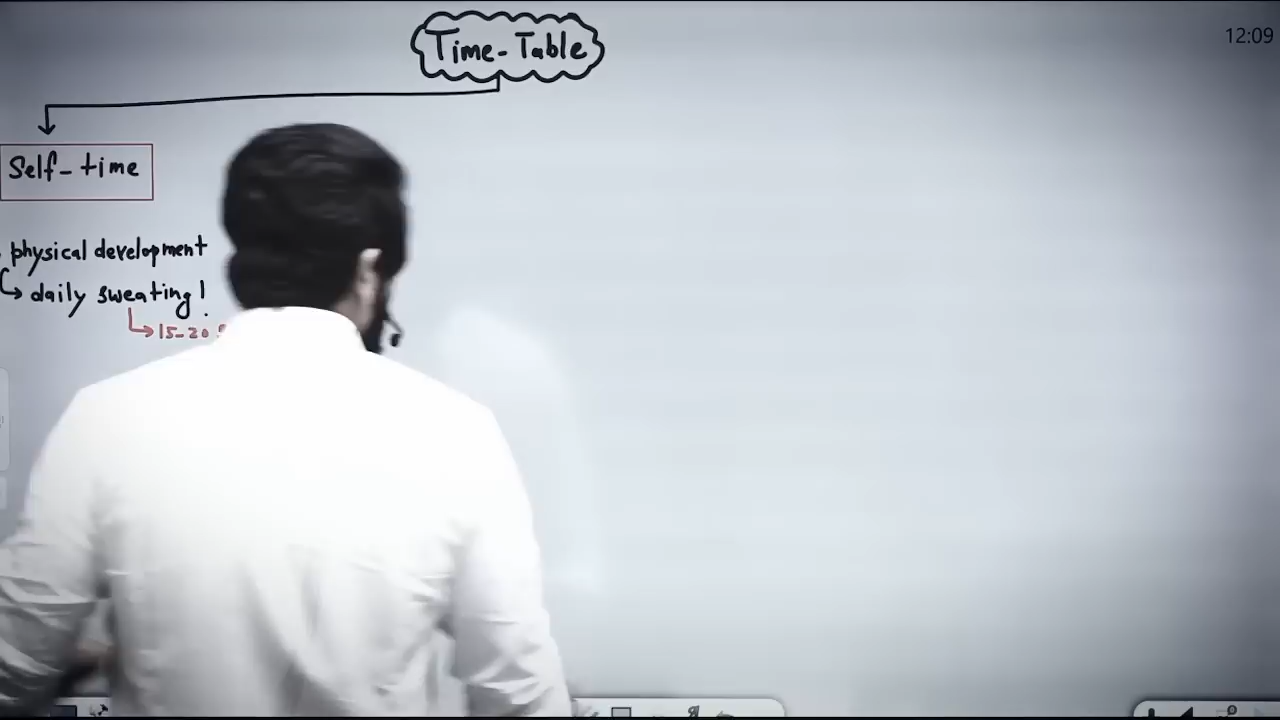 Time-Table
12:09
Self-time
physical development
daily sweating!
15-20